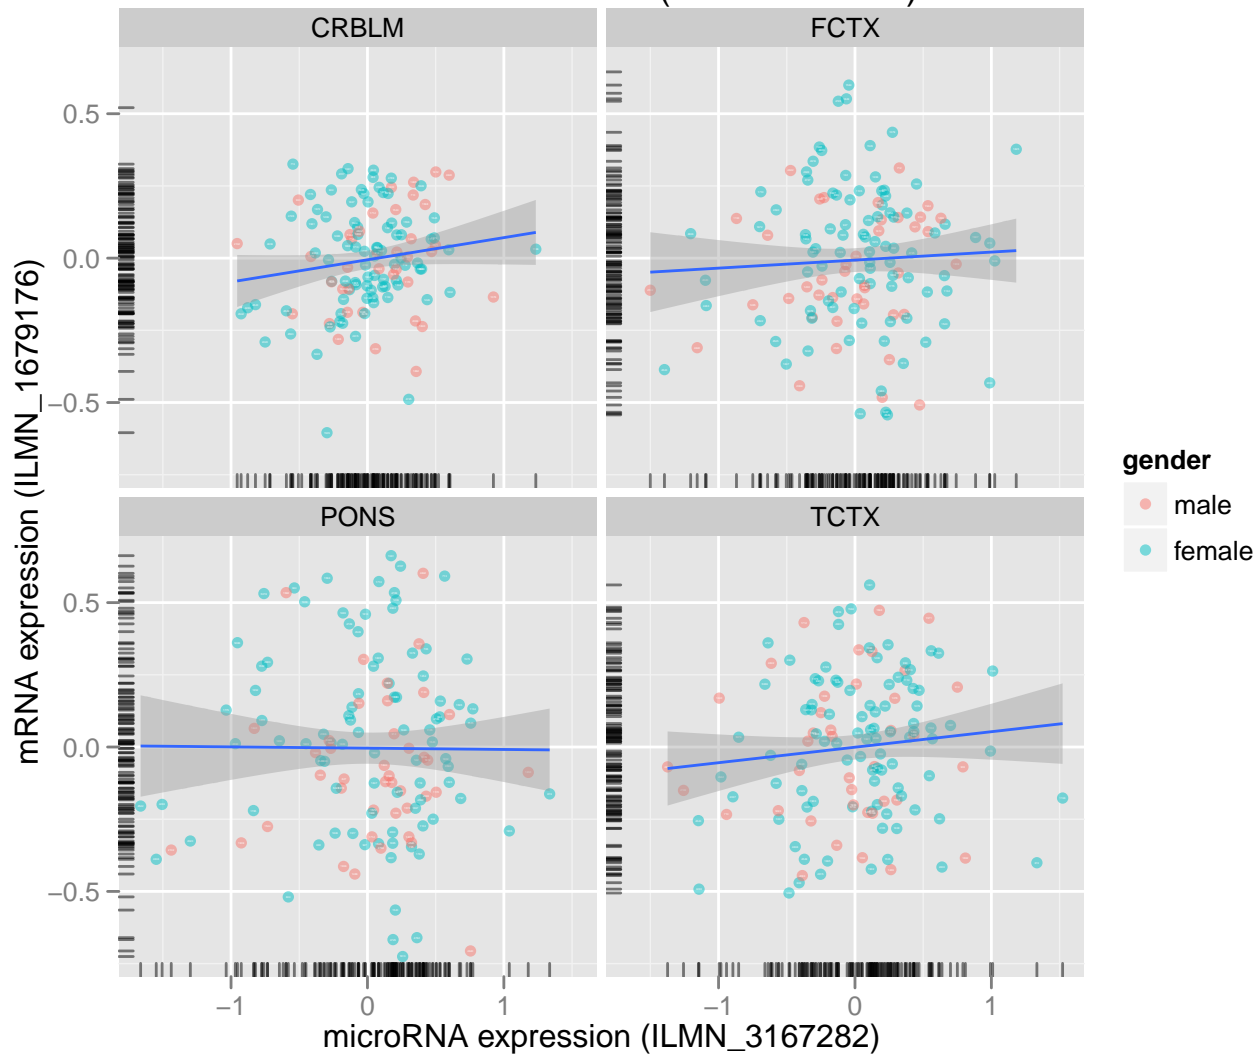 CRBLM
FCTX
0.5
0.0
−0.5
PONS
TCTX
0.5
0.0
−0.5
−1
0
1
−1
0
1
microRNA expression (ILMN_3167282)
mRNA expression (ILMN_1679176)
gender
male
female